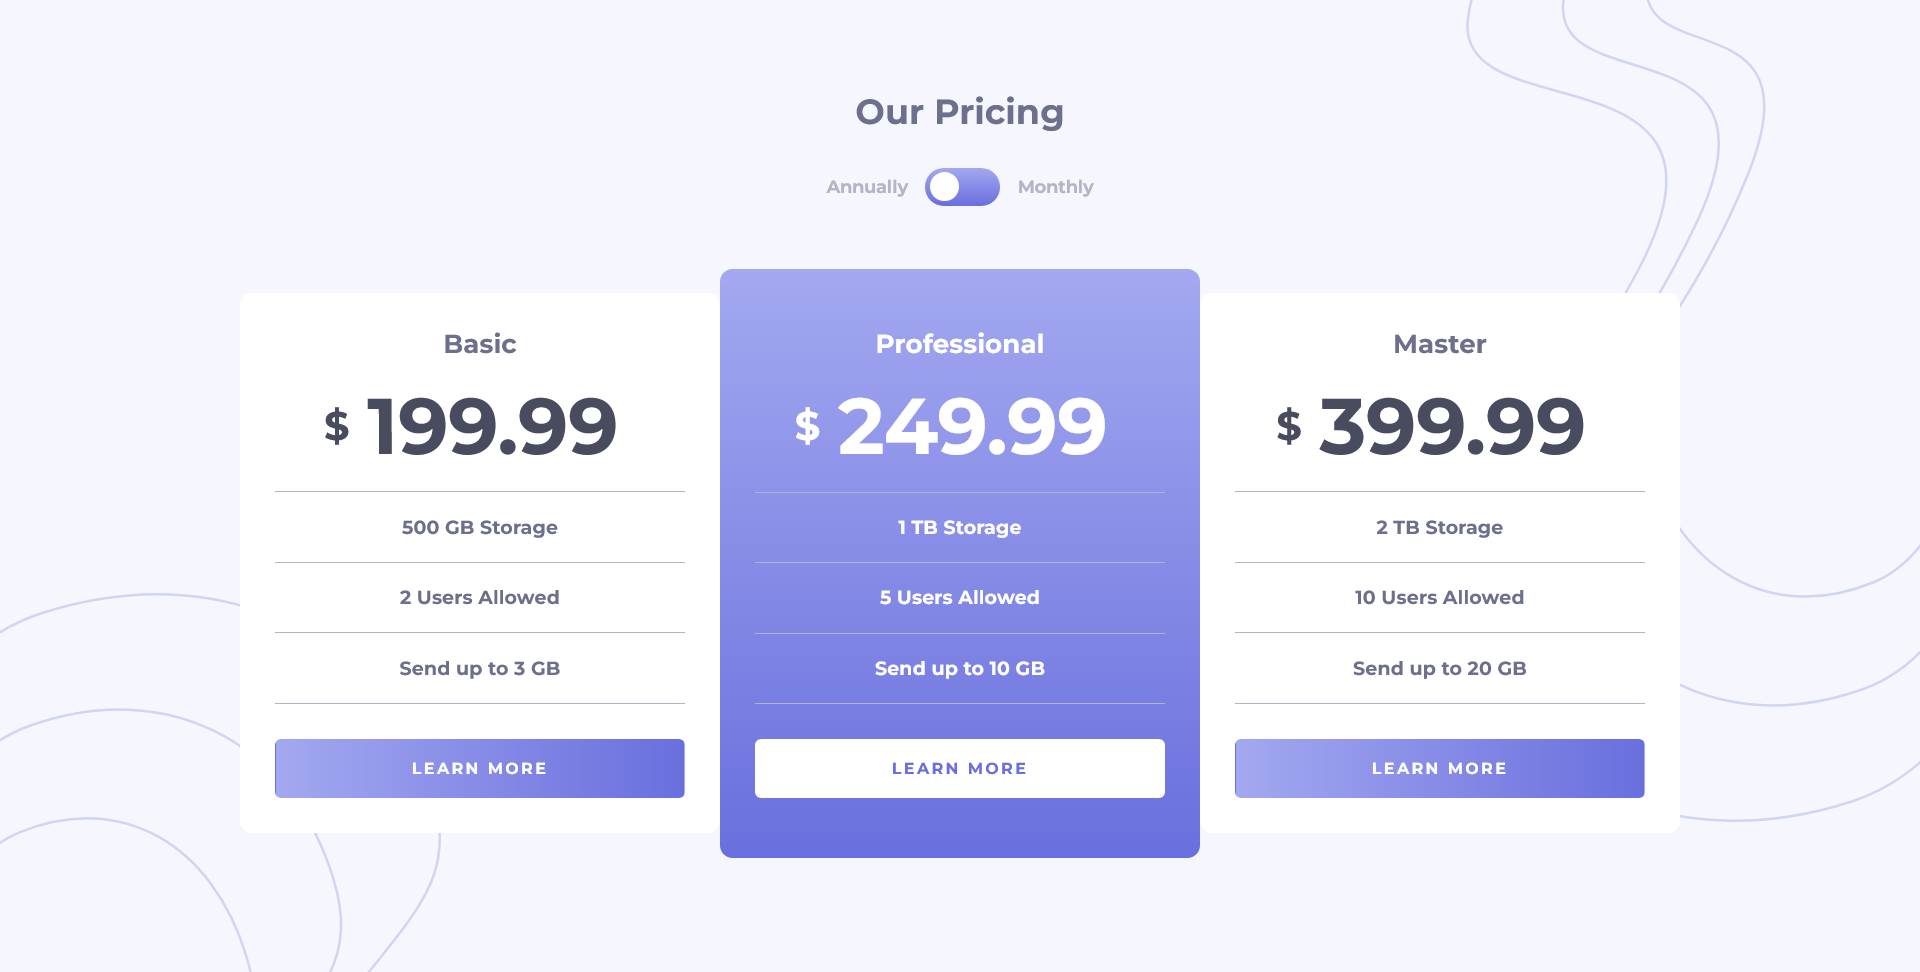 Our Pricing
Annually Monthly
Basic
$ 199.99
500 GB Storage
2 Users Allowed
Send up to 3 GB
LEARN MORE
Professional
$ 249.99
1 TB Storage
5 Users Allowed
Send up to 10 GB
LEARN MORE
Master
$ 399.99
2 TB Storage
10 Users Allowed
Send up to 20 GB
LEARN MORE